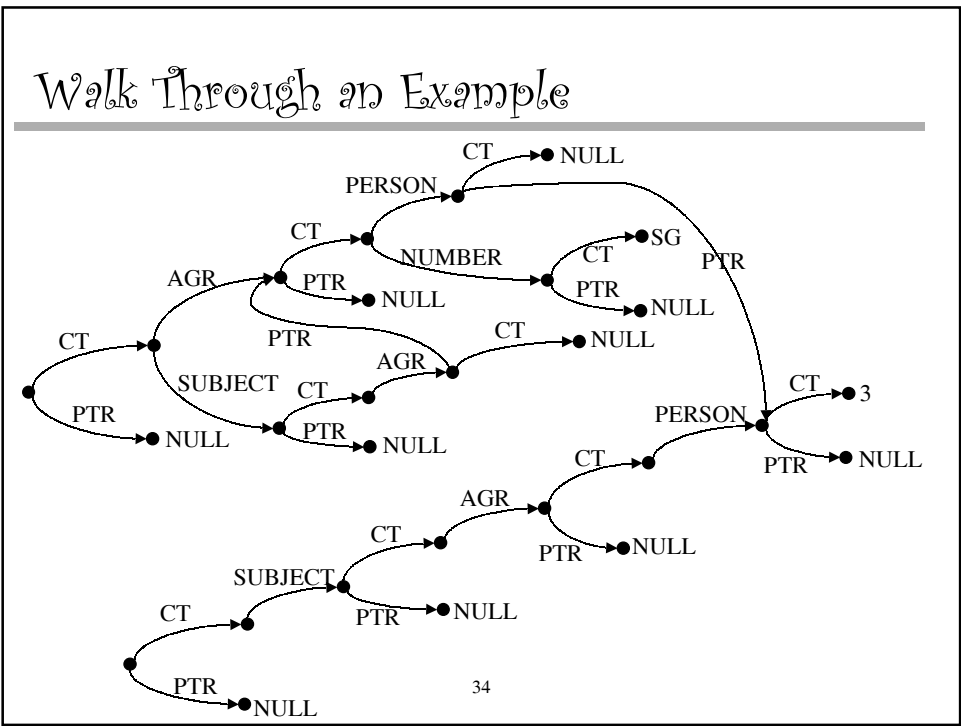 Walk Through an Example
CT NULL
PERSON
CT SG
NUMBER CT PTR
AGR PTR PTR
NULL NULL
PTR CT NULL
CT AGR
SUBJECT CT CT 3
PTR PTR PERSON
NULL NULL PTR NULL
CT
AGR
CT PTR NULL
SUBJECT
CT PTR NULL
PTR NULL
34